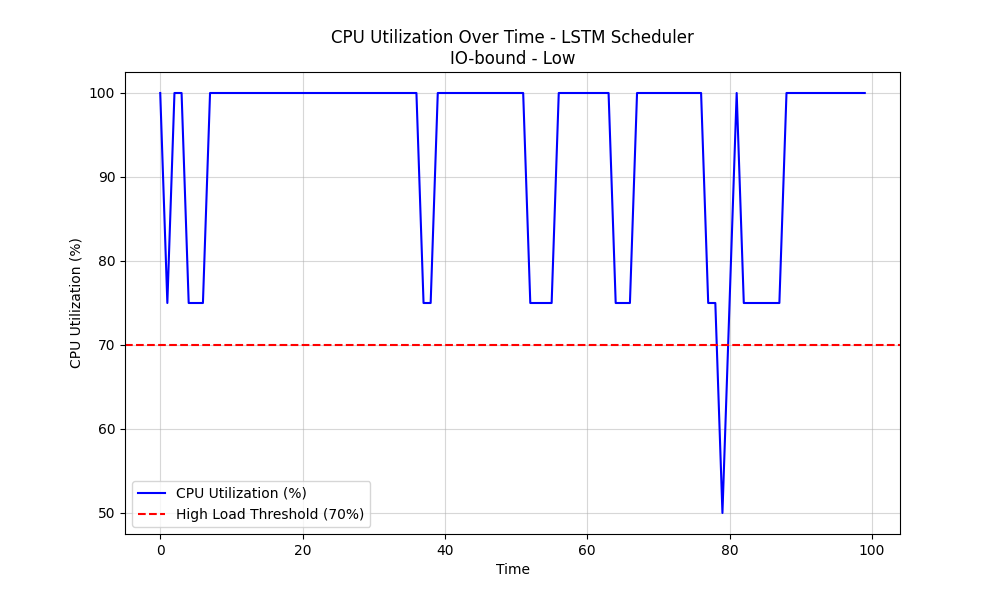 CPU Utilization Over Time - LSTM Scheduler
IO-bound - Low
CPU Utilization (%)
100
90
80
70
60
50
CPU Utilization (%)
High Load Threshold (70%)
0 20 40 60 80 100
Time